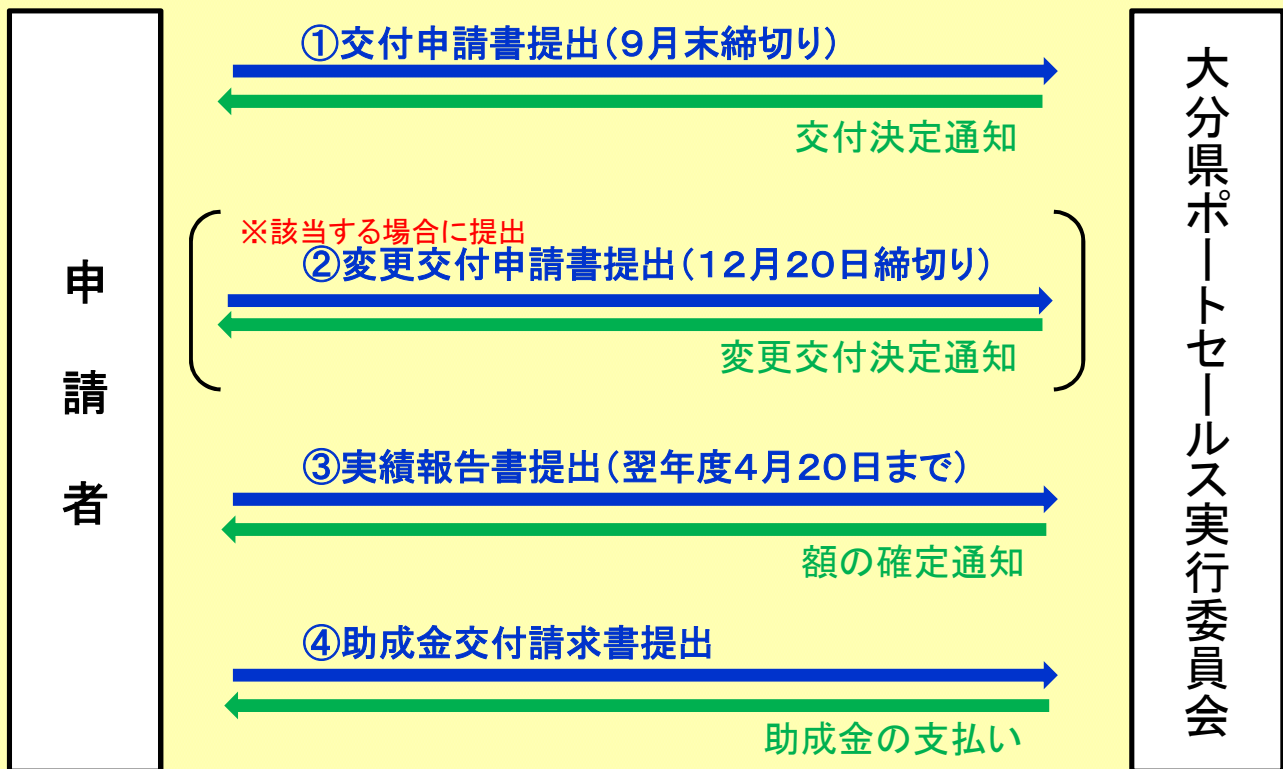 申請者
①交付申請書提出(9月末締切り)
交付決定通知
※該当する場合に提出
②変更交付申請書提出(12月20日締切り)
変更交付決定通知
③実績報告書提出(翌年度4月20日まで)
額の確定通知
④助成金交付請求書提出
助成金の支払い
大分県ポートセールス実行委員会